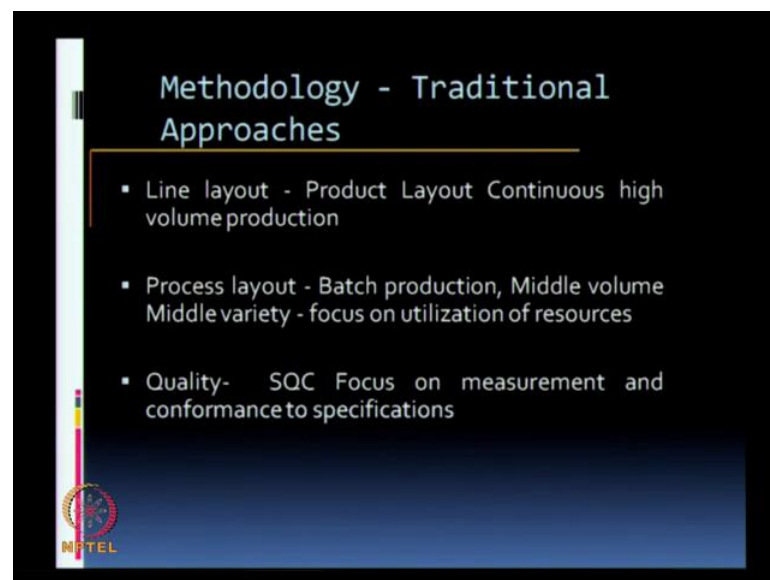 Methodology - Traditional
Approaches
▪ Line layout - Product Layout Continuous high
volume production
▪ Process layout - Batch production, Middle volume
Middle variety - focus on utilization of resources
▪ Quality- SQC Focus on measurement and
conformance to specifications
NPTEL